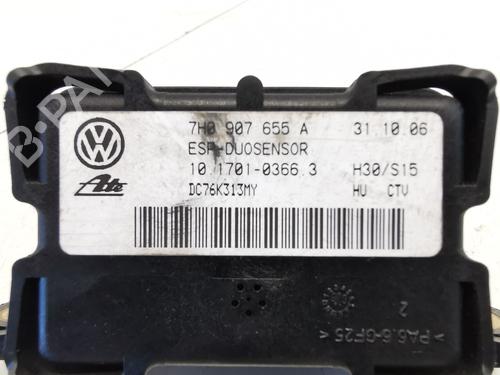 7H0 907 655 A 31.10.06
ESP-DUOSENSOR
10.1701-0366.3 H30/S15
Ate DC76K313MY HU CTV
2
>PA6.6-GF25<
B-PARTS